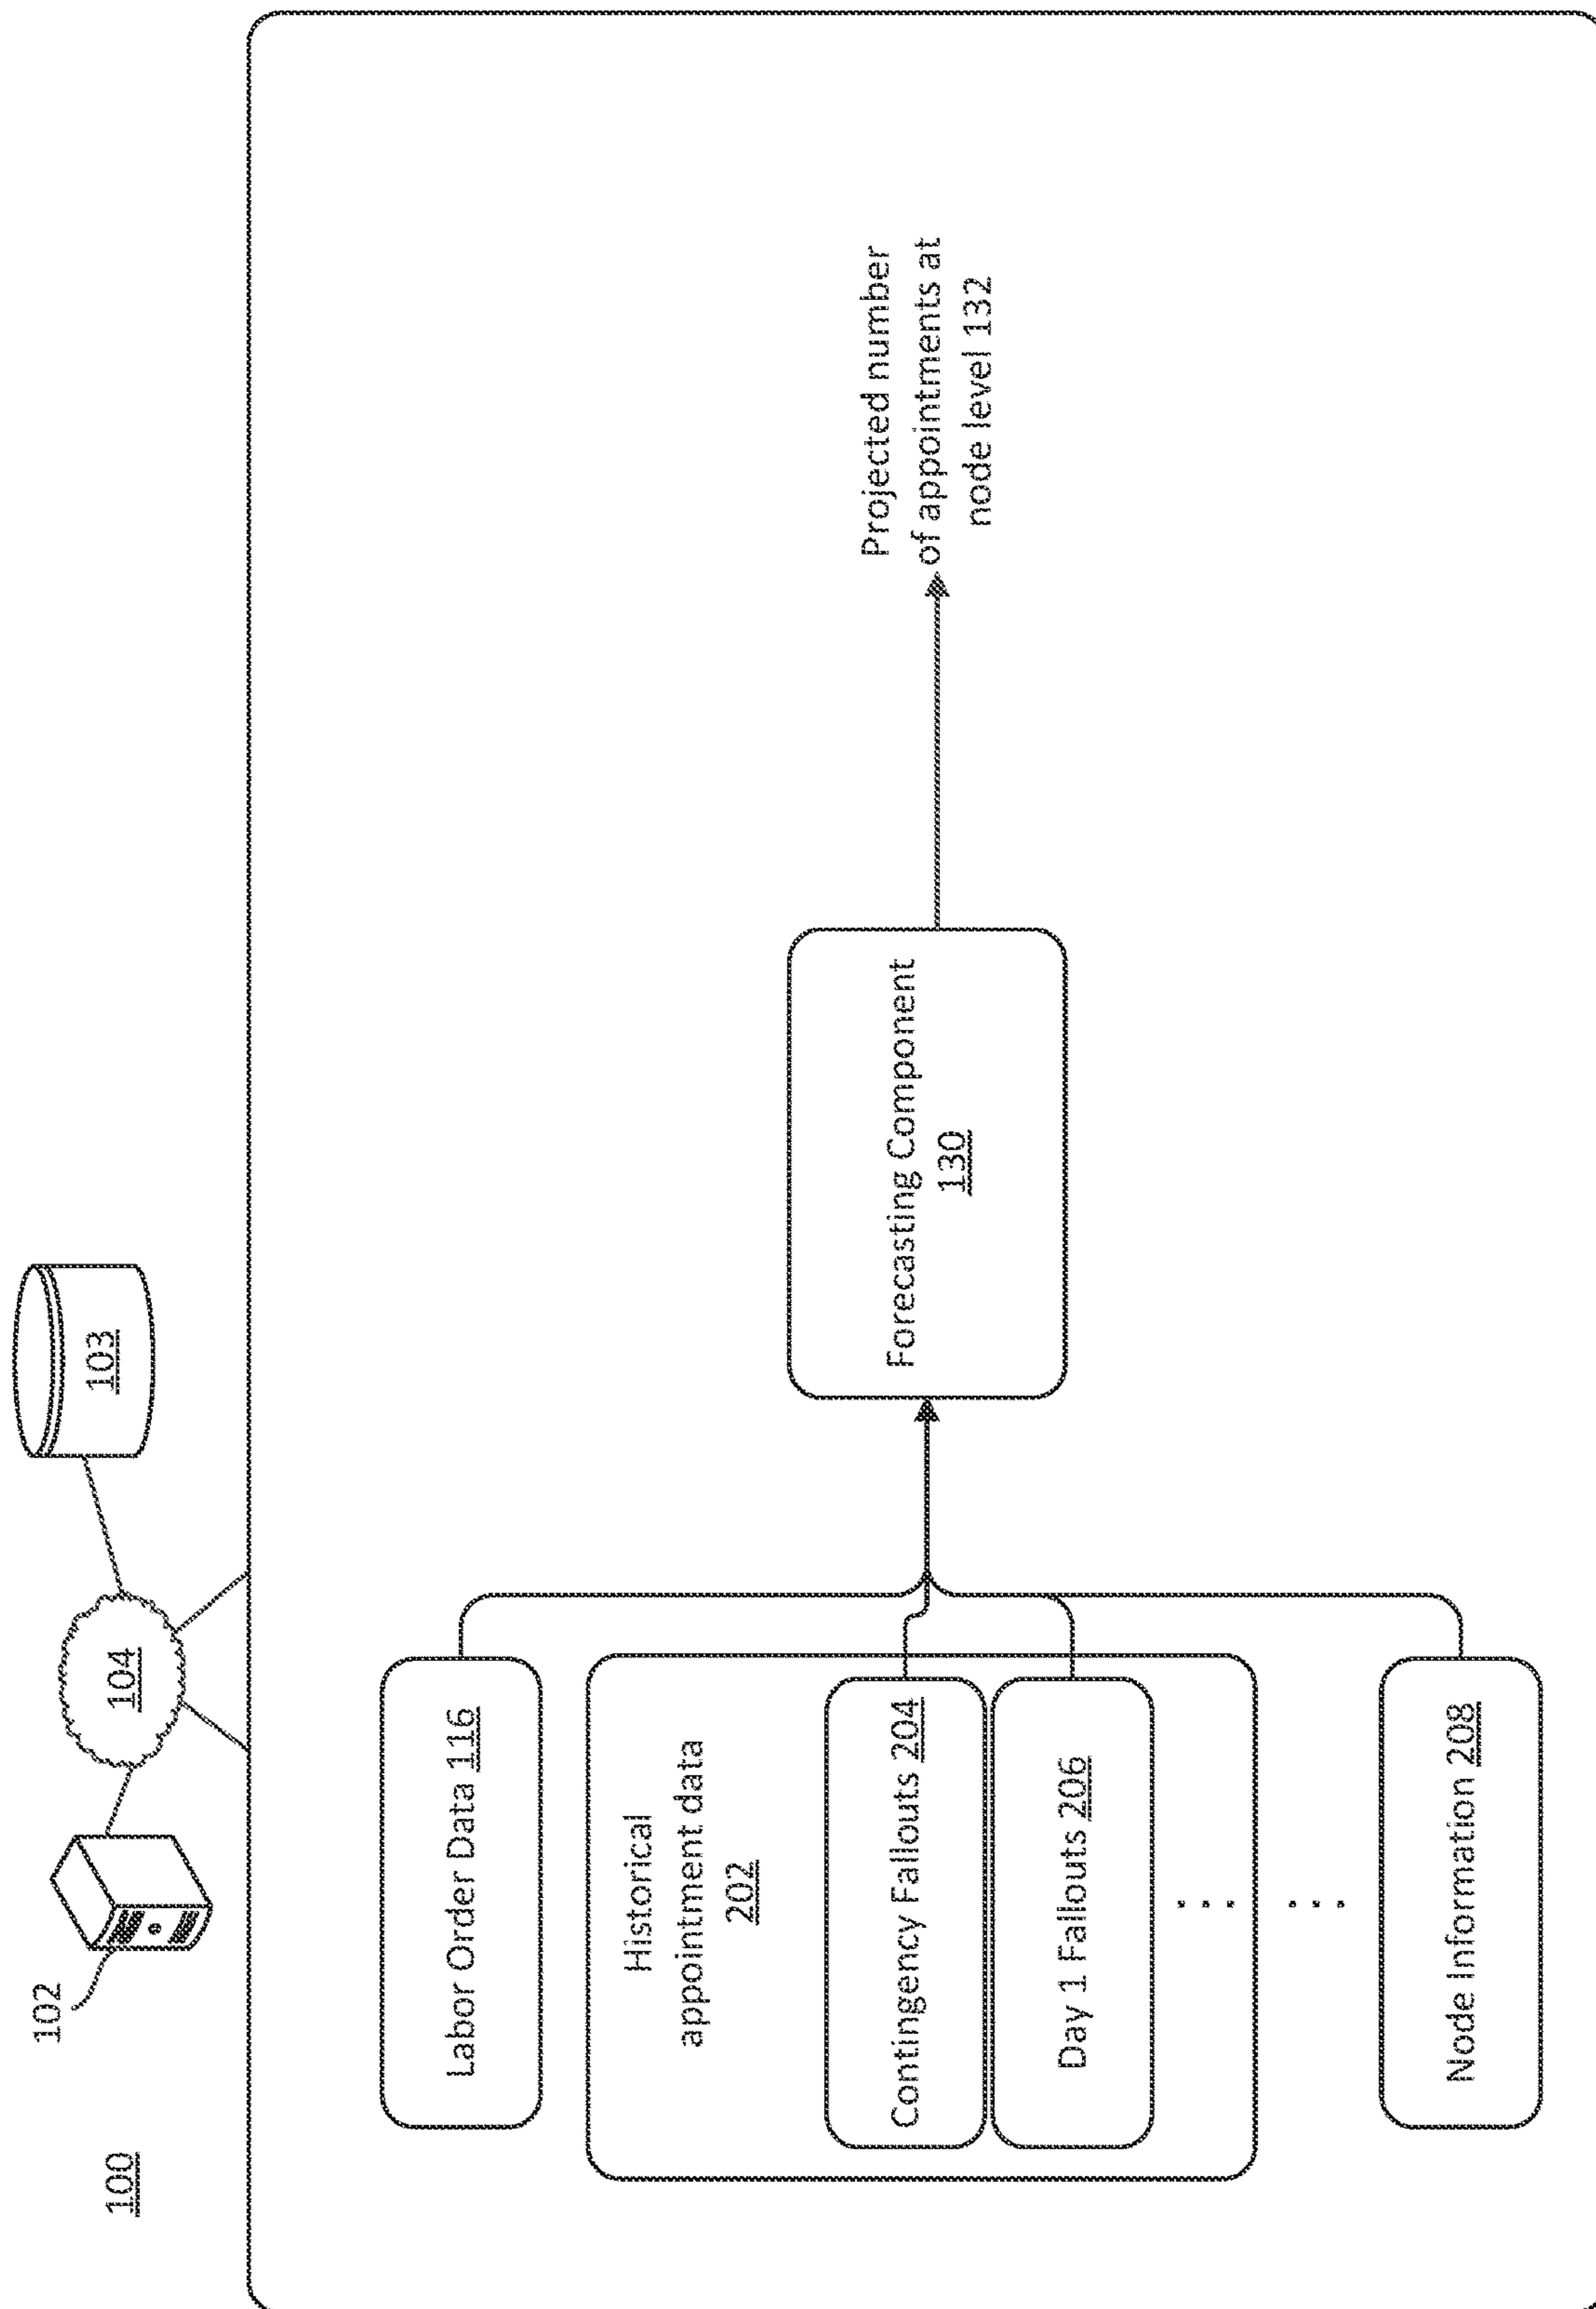 100
102
104
103
Labor Order Data 116
Historical
appointment data
202
Contingency Fallouts 204
Day 1 Fallouts 206
Node Information 208
Forecasting Component
130
Projected number
of appointments at
node level 132